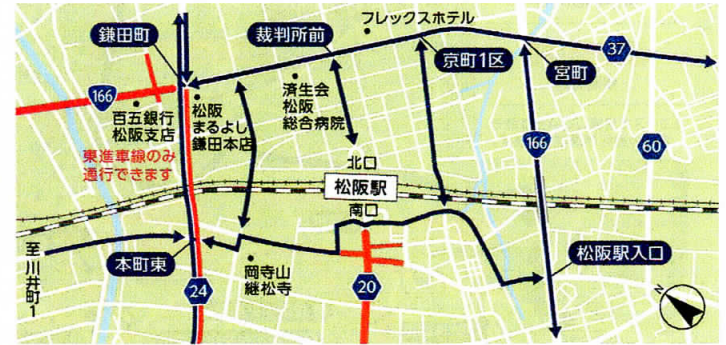 フレックスホテル
鎌田町
裁判所前
京町1区
37
宮町
166
百五銀行
松阪支店
松阪
まるよし
鎌田本店
済生会
松阪
総合病院
東進車線のみ
通行できます
北口
松阪駅
南口
166
60
至川井町1
本町東
岡寺山
継松寺
24
20
松阪駅入口
N